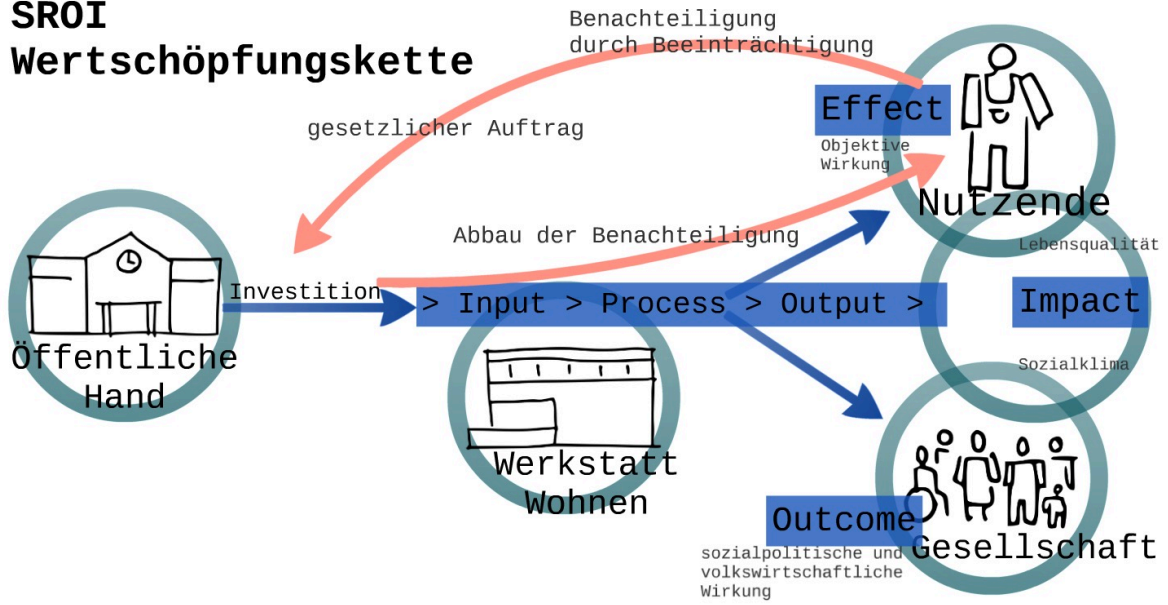 SROI
Wertschöpfungskette
Benachteiligung
durch Beeinträchtigung
gesetzlicher Auftrag
Effect
Objektive
Wirkung
Nutzende
Abbau der Benachteiligung
Lebensqualität
Investition
> Input > Process > Output >
Impact
Sozialklima
Öffentliche
Hand
Werkstatt
Wohnen
Outcome
sozialpolitische und
volkswirtschaftliche
Wirkung
Gesellschaft